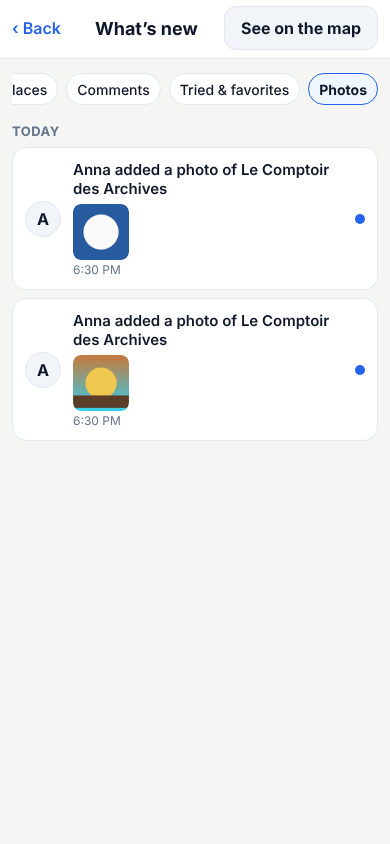 ‹ Back
What’s new
See on the map
laces
Comments
Tried & favorites
Photos
TODAY
A
Anna added a photo of Le Comptoir
des Archives
6:30 PM
A
Anna added a photo of Le Comptoir
des Archives
6:30 PM